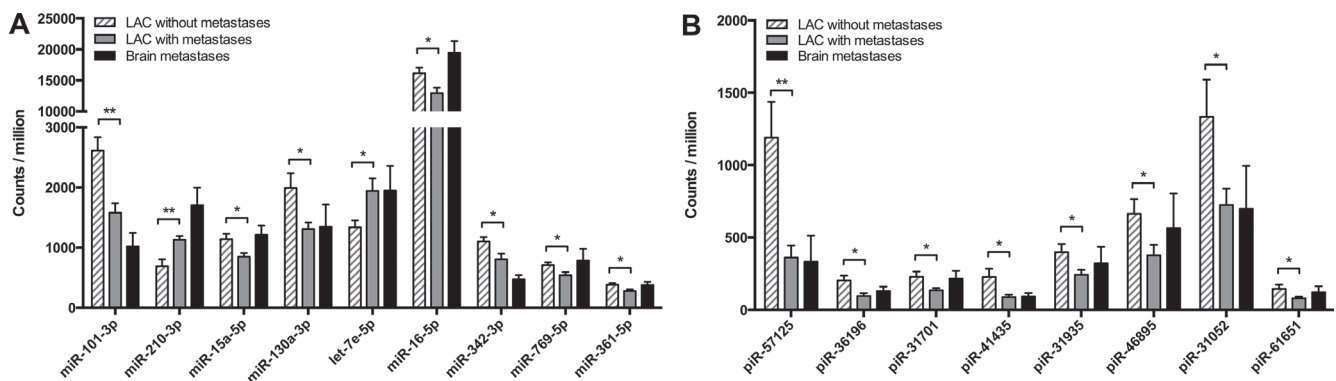 A
LAC without metastases
LAC with metastases
Brain metastases
Counts / million
25000
20000
15000
10000
3000
2000
1000
0
**
**
*
*
*
*
*
*
*
miR-101-3p
miR-210-3p
miR-15a-5p
miR-130a-3p
let-7e-5p
miR-16-5p
miR-342-3p
miR-769-5p
miR-361-5p
B
LAC without metastases
LAC with metastases
Brain metastases
Counts / million
2000
1500
1000
500
0
**
*
*
*
*
*
*
*
piR-57125
piR-36196
piR-31701
piR-41435
piR-31935
piR-46895
piR-31052
piR-61651